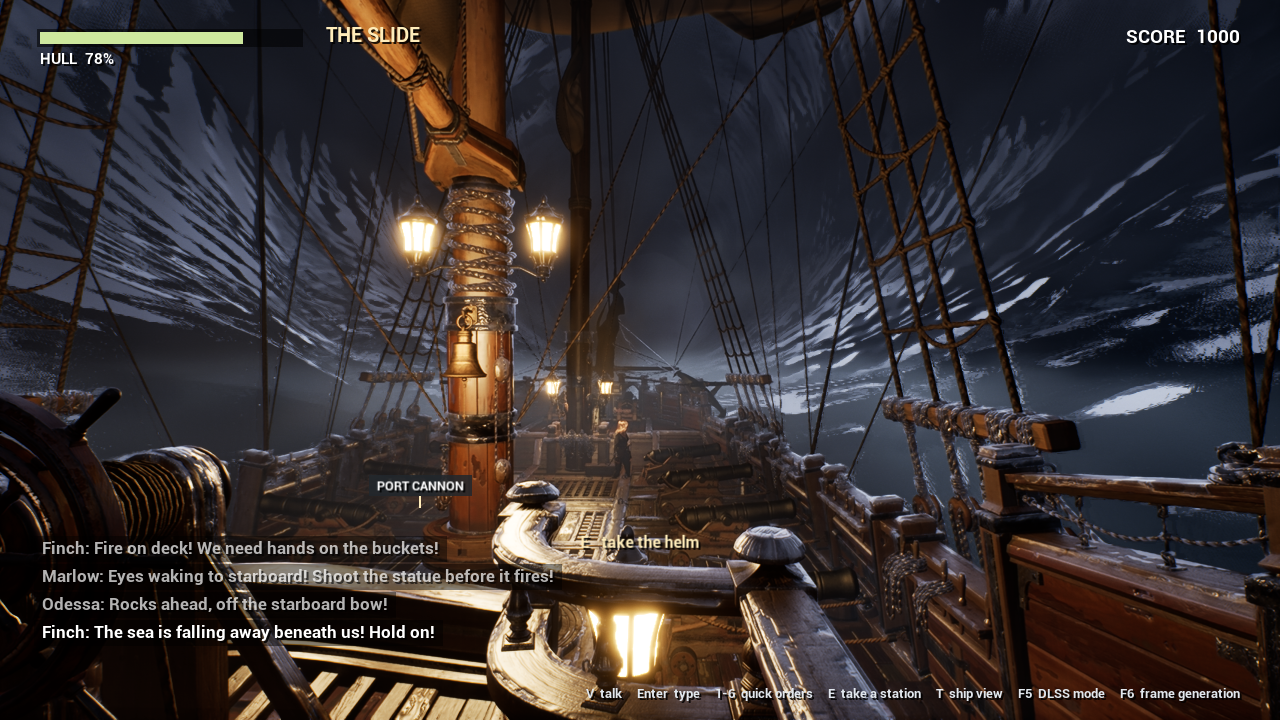 THE SLIDE
SCORE 1000
HULL 78%
PORT CANNON
E take the helm
Finch: Fire on deck! We need hands on the buckets!
Marlow: Eyes waking to starboard! Shoot the statue before it fires!
Odessa: Rocks ahead, off the starboard bow!
Finch: The sea is falling away beneath us! Hold on!
V talk Enter type 1-6 quick orders E take a station T ship view F5 DLSS mode F6 frame generation